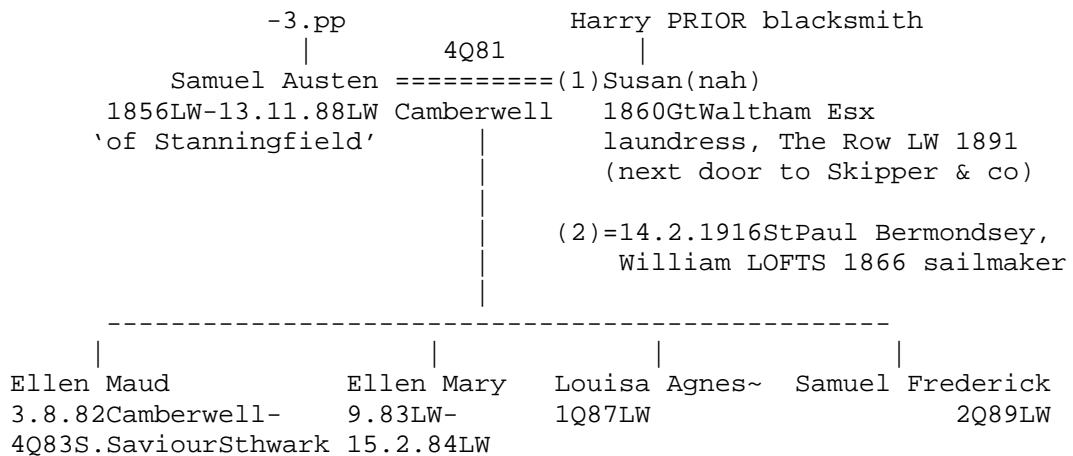 -3.pp Harry PRIOR blacksmith
| 4Q81 |
Samuel Austen ==========(1)Susan(nah)
1856LW-13.11.88LW Camberwell 1860GtWaltham Esx
‘of Stanningfield’ | laundress, The Row LW 1891
| (next door to Skipper & co)
|
| (2)=14.2.1916StPaul Bermondsey,
| William LOFTS 1866 sailmaker
|
------------------------------------------------
| | | |
Ellen Maud Ellen Mary Louisa Agnes~ Samuel Frederick
3.8.82Camberwell- 9.83LW- 1Q87LW 2Q89LW
4Q83S.SaviourSthwark 15.2.84LW